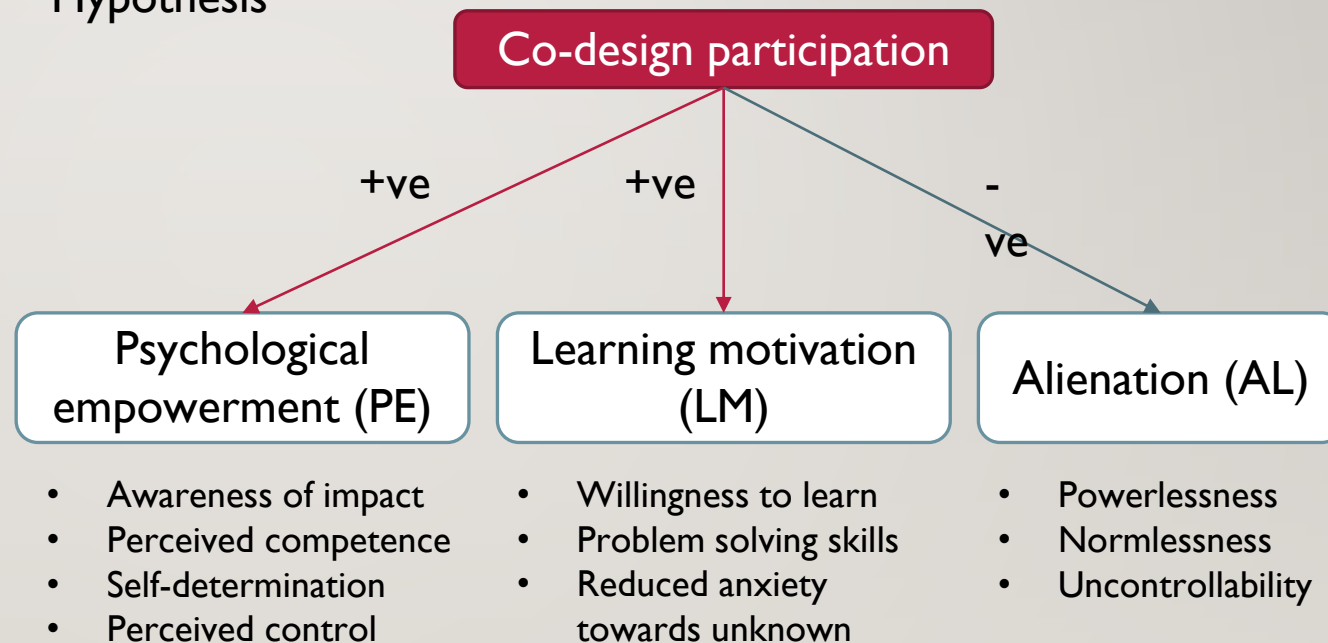 Hypothesis
Co-design participation
+ve
+ve
-
ve
Psychological
empowerment (PE)
Learning motivation
(LM)
Alienation (AL)
• Awareness of impact
• Perceived competence
• Self-determination
• Perceived control
• Willingness to learn
• Problem solving skills
• Reduced anxiety
towards unknown
• Powerlessness
• Normlessness
• Uncontrollability